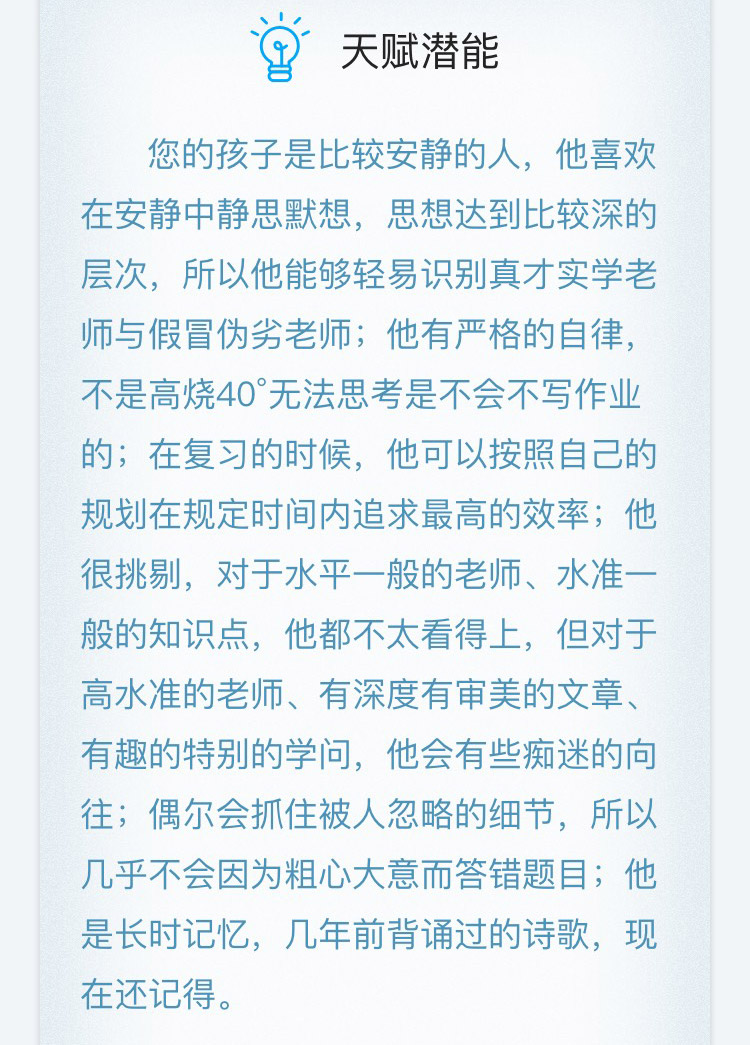 天赋潜能
您的孩子是比较安静的人，他喜欢
在安静中静思默想，思想达到比较深的
层次，所以他能够轻易识别真才实学老
师与假冒伪劣老师；他有严格的自律，
不是高烧40°无法思考是不会不写作业
的；在复习的时候，他可以按照自己的
规划在规定时间内追求最高的效率；他
很挑剔，对于水平一般的老师、水准一
般的知识点，他都不太看得上，但对于
高水准的老师、有深度有审美的文章、
有趣的特别的学问，他会有些痴迷的向
往；偶尔会抓住被人忽略的细节，所以
几乎不会因为粗心大意而答错题目；他
是长时记忆，几年前背诵过的诗歌，现
在还记得。